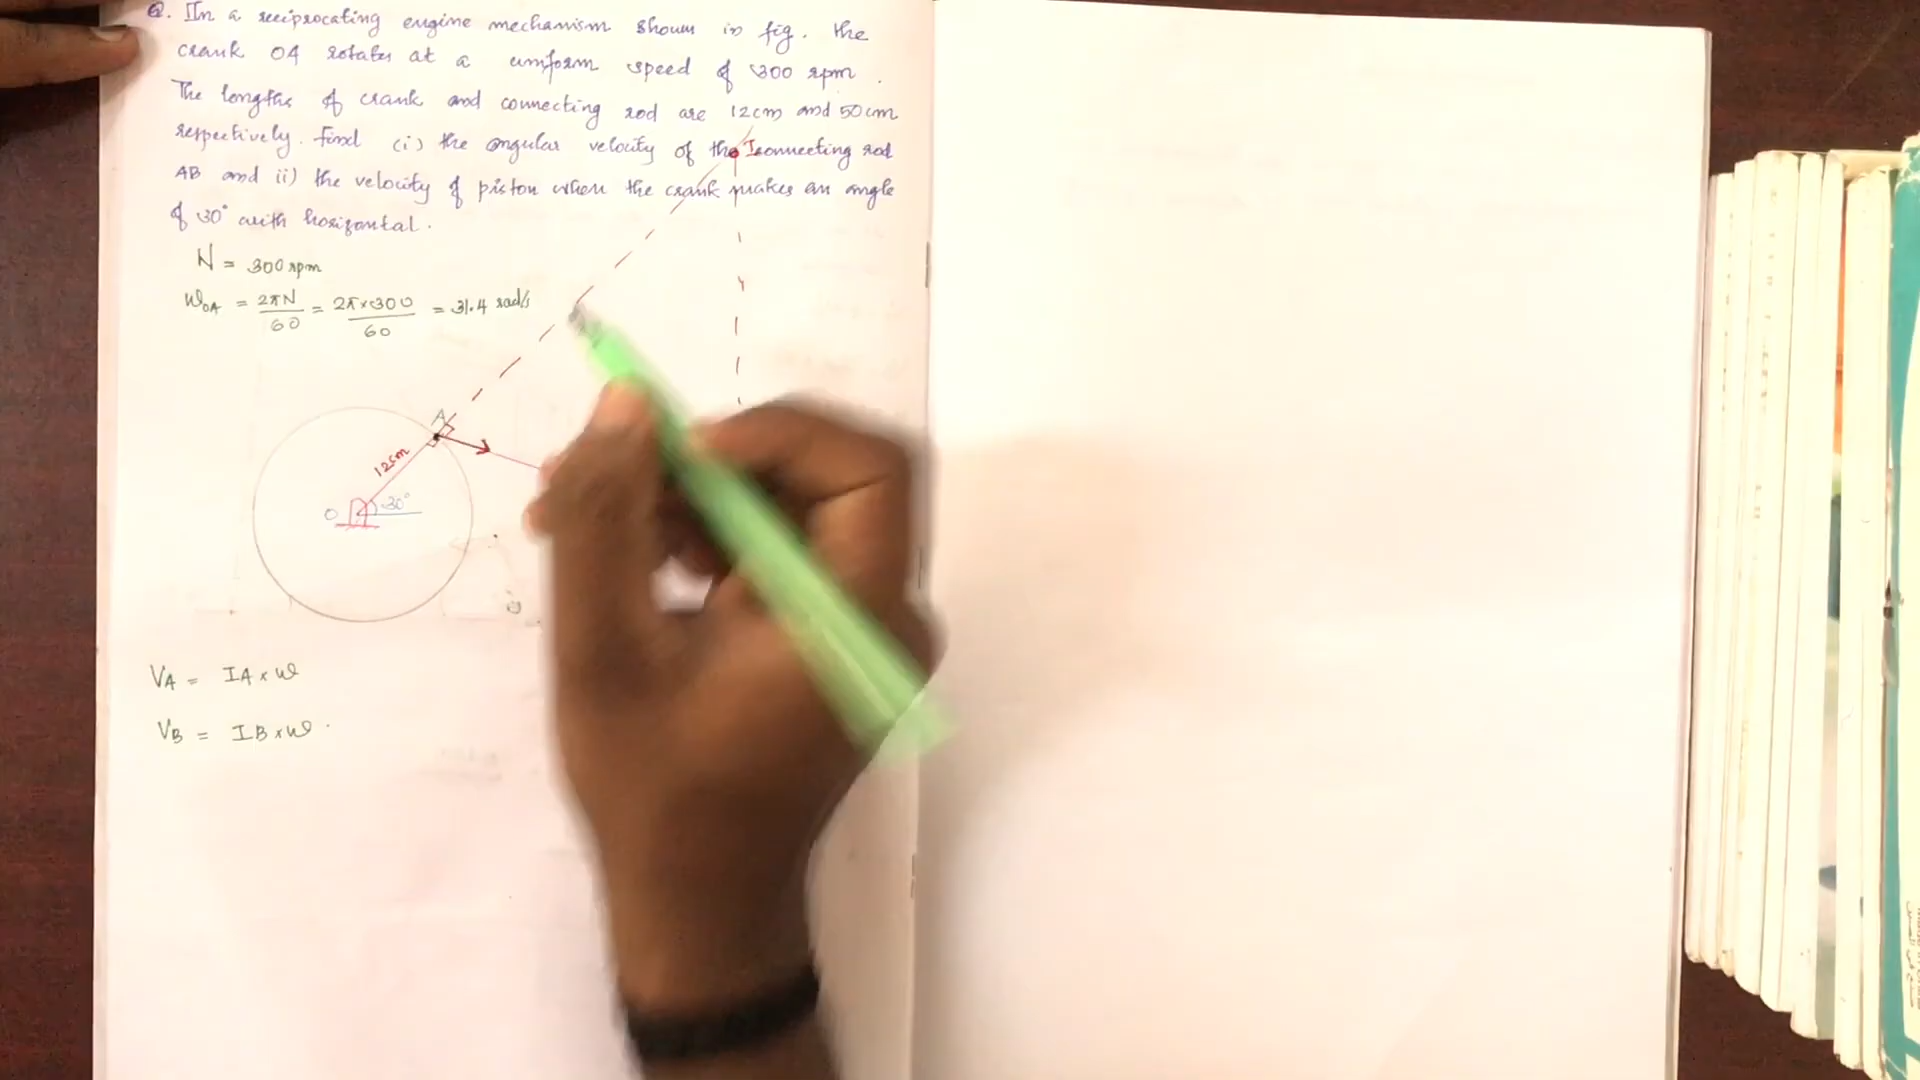 Q. In a reciprocating engine mechanism shown in fig. the
crank OA rotates at a uniform speed of 300 rpm.
The lengths of crank and connecting rod are 12cm and 50cm
respectively. Find (i) the angular velocity of the connecting rod
I
AB and ii) the velocity of piston when the crank makes an angle
of 30° with horizontal.
N = 300 rpm
ω_OA = 2πN/60 = 2π×300/60 = 31.4 rad/s
A
12cm
O 30°
V_A = IA × ω
V_B = IB × ω.